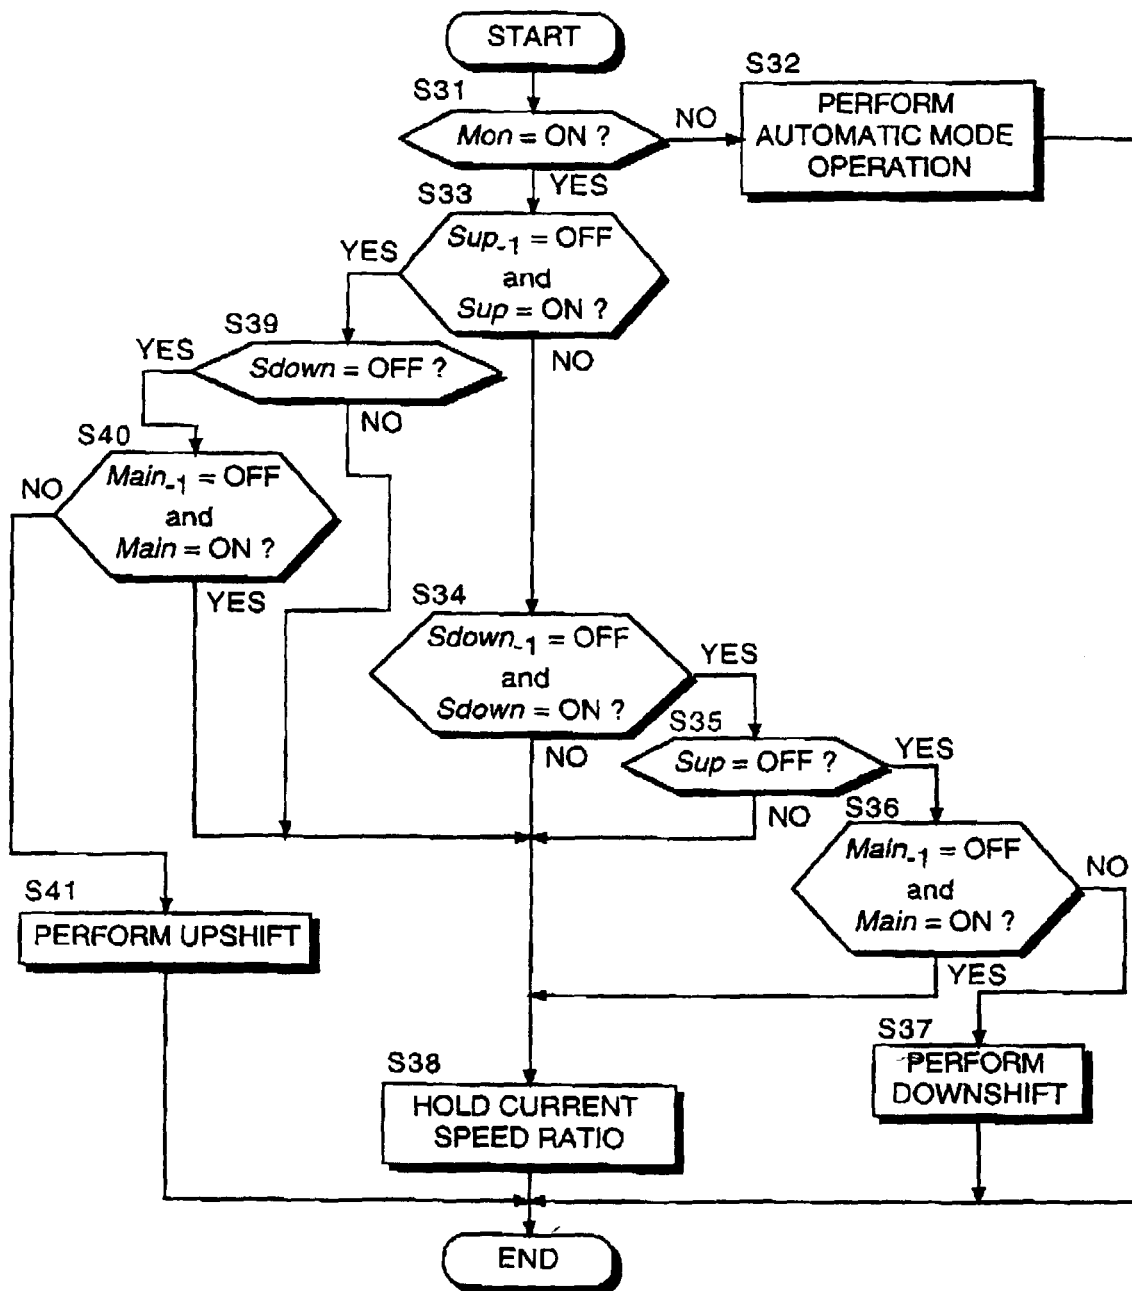 START
S31
Mon = ON ?
NO
S32
PERFORM
AUTOMATIC MODE
OPERATION
YES
S33
Sup-1 = OFF
and
Sup = ON ?
YES
NO
S39
Sdown = OFF ?
YES
NO
S40
Main-1 = OFF
and
Main = ON ?
NO
YES
S34
Sdown-1 = OFF
and
Sdown = ON ?
YES
NO
S35
Sup = OFF ?
YES
NO
S36
Main-1 = OFF
and
Main = ON ?
NO
YES
S41
PERFORM UPSHIFT
S37
PERFORM
DOWNSHIFT
S38
HOLD CURRENT
SPEED RATIO
END